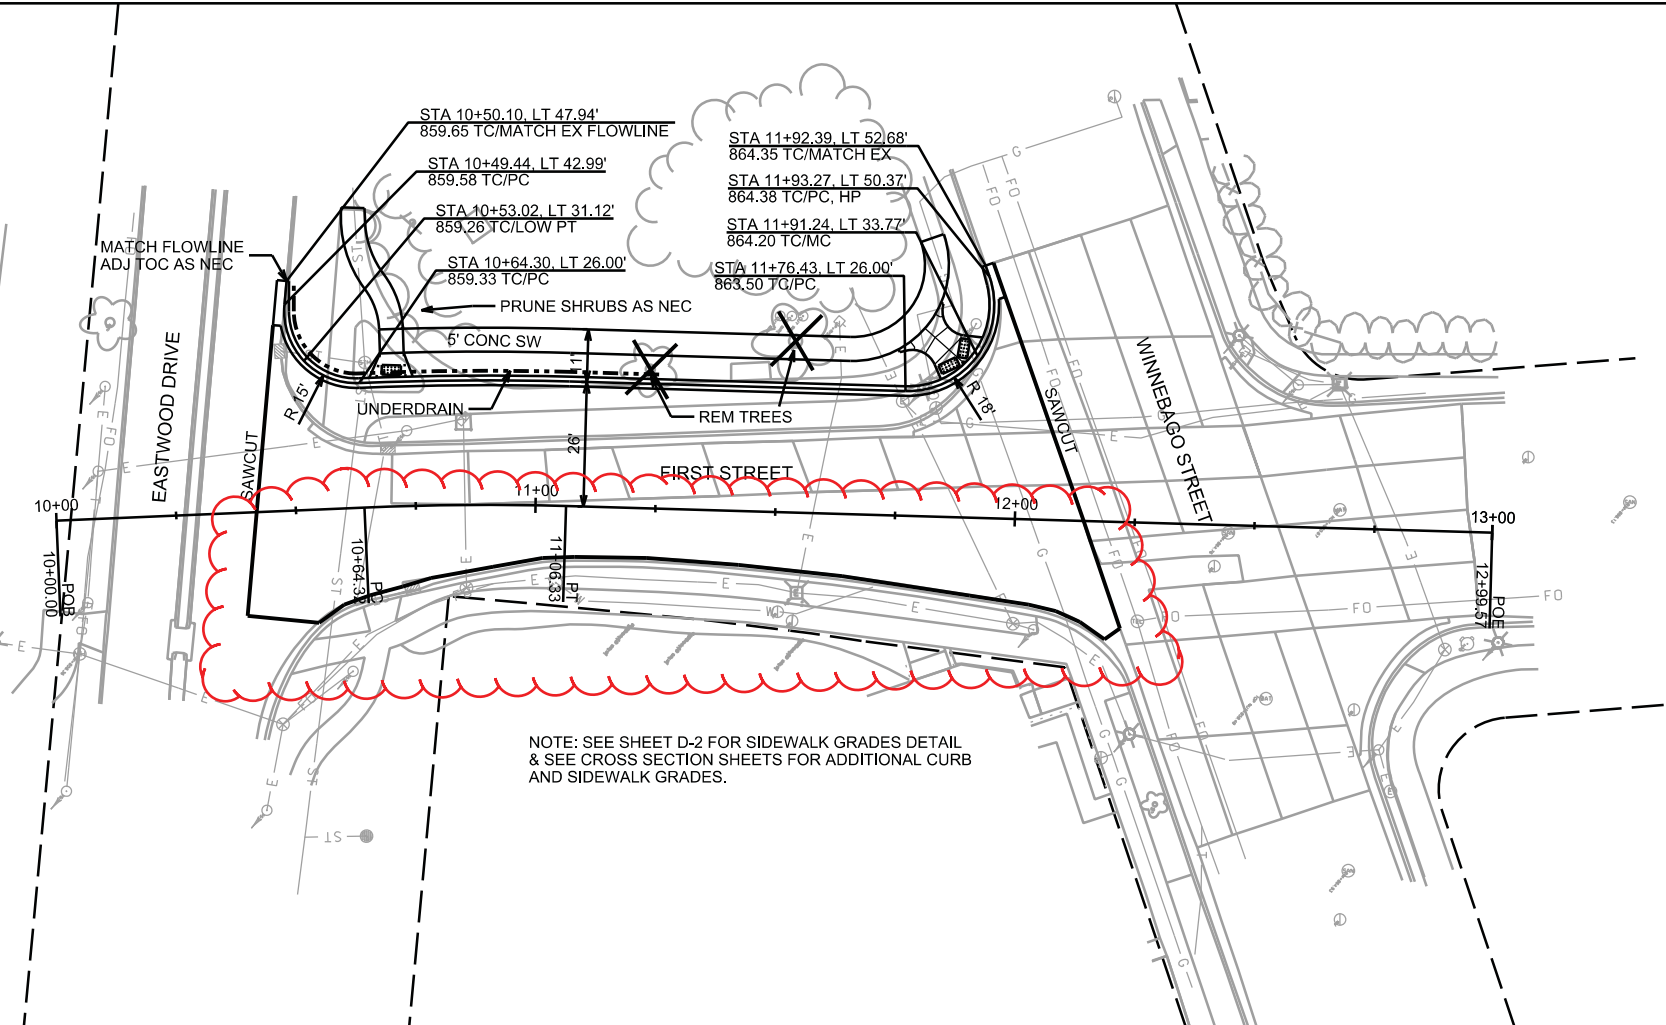 STA 10+50.10, LT 47.94'
859.65 TC/MATCH EX FLOWLINE
STA 10+49.44, LT 42.99'
859.58 TC/PC
STA 10+53.02, LT 31.12'
859.26 TC/LOW PT
STA 10+64.30, LT 26.00'
859.33 TC/PC
STA 11+92.39, LT 52.68'
864.35 TC/MATCH EX
STA 11+93.27, LT 50.37'
864.38 TC/PC, HP
STA 11+91.24, LT 33.77'
864.20 TC/MC
STA 11+76.43, LT 26.00'
863.50 TC/PC
MATCH FLOWLINE
ADJ TOC AS NEC
PRUNE SHRUBS AS NEC
5' CONC SW
11'
UNDERDRAIN
REM TREES
R 15'
R 18'
26'
EASTWOOD DRIVE
SAWCUT
SAWCUT
WINNEBAGO STREET
FIRST STREET
10+00
11+00
12+00
13+00
10+00.00
POB
10+64.32
PC
11+06.33
PT
12+99.57
POE
NOTE: SEE SHEET D-2 FOR SIDEWALK GRADES DETAIL
& SEE CROSS SECTION SHEETS FOR ADDITIONAL CURB
AND SIDEWALK GRADES.
G
FO
FO
E
E
E
E
E
E
ST
ST
ST
FO
FO
G
G